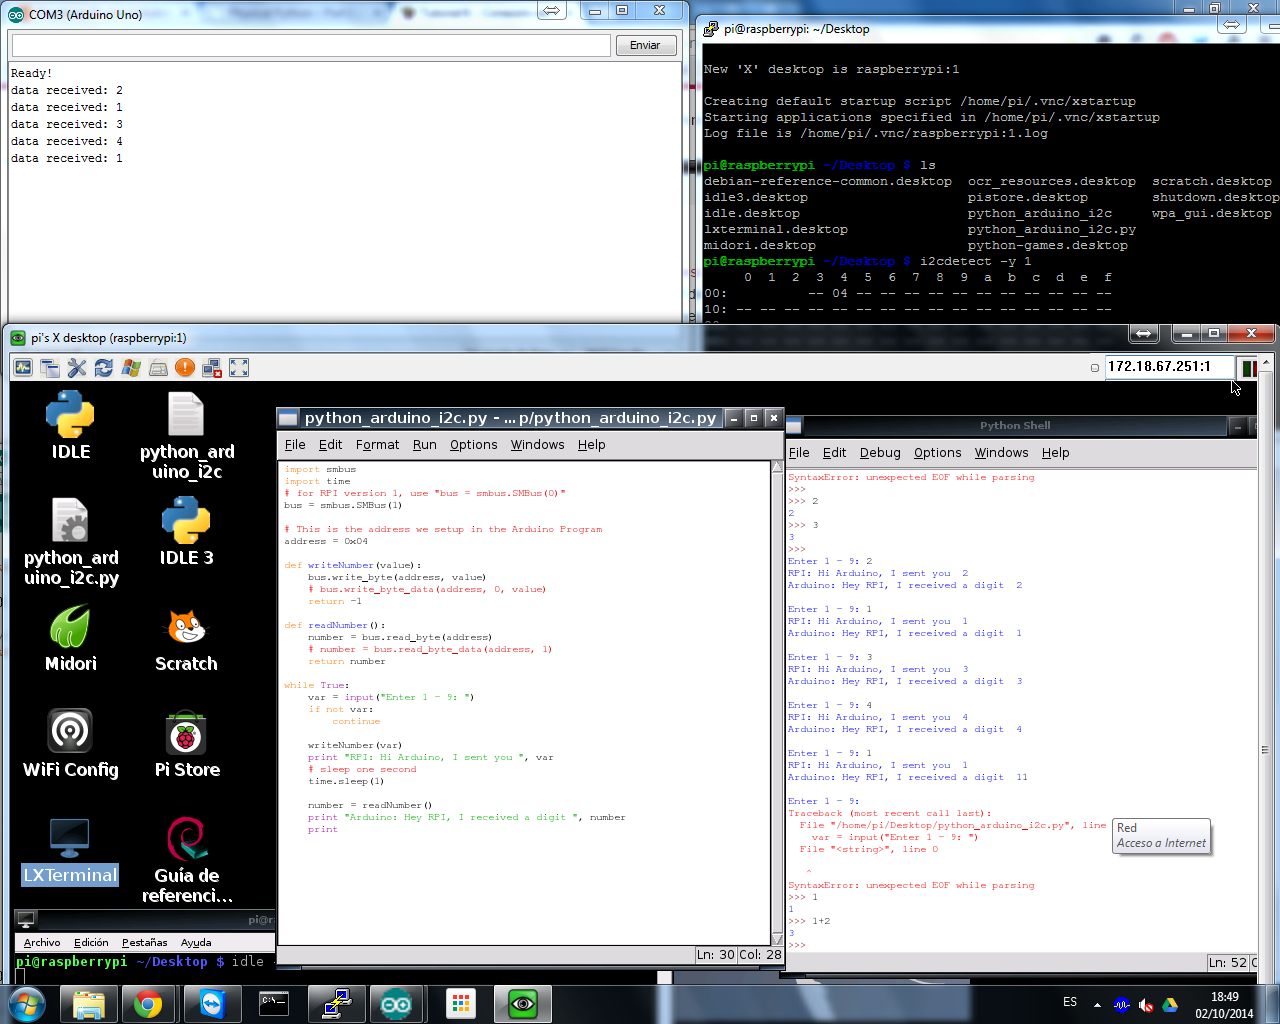 COM3 (Arduino Uno)
Enviar
Ready!
data received: 2
data received: 1
data received: 3
data received: 4
data received: 1
pi@raspberrypi: ~/Desktop
New 'X' desktop is raspberrypi:1
Creating default startup script /home/pi/.vnc/xstartup
Starting applications specified in /home/pi/.vnc/xstartup
Log file is /home/pi/.vnc/raspberrypi:1.log
pi@raspberrypi ~/Desktop $ ls
debian-reference-common.desktop ocr_resources.desktop scratch.desktop
idle3.desktop pistore.desktop shutdown.desktop
idle.desktop python_arduino_i2c wpa_gui.desktop
lxterminal.desktop python_arduino_i2c.py
midori.desktop python-games.desktop
pi@raspberrypi ~/Desktop $ i2cdetect -y 1
0 1 2 3 4 5 6 7 8 9 a b c d e f
00: -- 04 -- -- -- -- -- -- -- -- -- -- --
10: -- -- -- -- -- -- -- -- -- -- -- -- -- -- -- --
pi's X desktop (raspberrypi:1)
172.18.67.251:1
IDLE
python_ard
uino_i2c
python_ard
uino_i2c.py
IDLE 3
Midori
Scratch
WiFi Config
Pi Store
LXTerminal
Guía de
referenci...
Archivo Edición Pestañas Ayuda
pi@raspberrypi ~/Desktop $ idle
python_arduino_i2c.py - ...p/python_arduino_i2c.py
File Edit Format Run Options Windows Help
import smbus
import time
# for RPI version 1, use "bus = smbus.SMBus(0)"
bus = smbus.SMBus(1)
# This is the address we setup in the Arduino Program
address = 0x04
def writeNumber(value):
bus.write_byte(address, value)
# bus.write_byte_data(address, 0, value)
return -1
def readNumber():
number = bus.read_byte(address)
# number = bus.read_byte_data(address, 1)
return number
while True:
var = input("Enter 1 - 9: ")
if not var:
continue
writeNumber(var)
print "RPI: Hi Arduino, I sent you ", var
# sleep one second
time.sleep(1)
number = readNumber()
print "Arduino: Hey RPI, I received a digit ", number
print
Ln: 30 Col: 28
Python Shell
File Edit Debug Options Windows Help
SyntaxError: unexpected EOF while parsing
>>>
>>> 2
2
>>> 3
3
>>>
Enter 1 - 9: 2
RPI: Hi Arduino, I sent you 2
Arduino: Hey RPI, I received a digit 2
Enter 1 - 9: 1
RPI: Hi Arduino, I sent you 1
Arduino: Hey RPI, I received a digit 1
Enter 1 - 9: 3
RPI: Hi Arduino, I sent you 3
Arduino: Hey RPI, I received a digit 3
Enter 1 - 9: 4
RPI: Hi Arduino, I sent you 4
Arduino: Hey RPI, I received a digit 4
Enter 1 - 9: 1
RPI: Hi Arduino, I sent you 1
Arduino: Hey RPI, I received a digit 11
Enter 1 - 9:
Traceback (most recent call last):
File "/home/pi/Desktop/python_arduino_i2c.py", line
var = input("Enter 1 - 9: ")
File "<string>", line 0
^
SyntaxError: unexpected EOF while parsing
>>> 1
1
>>> 1+2
3
>>>
Ln: 52
Red
Acceso a Internet
C:\
ES
18:49
02/10/2014